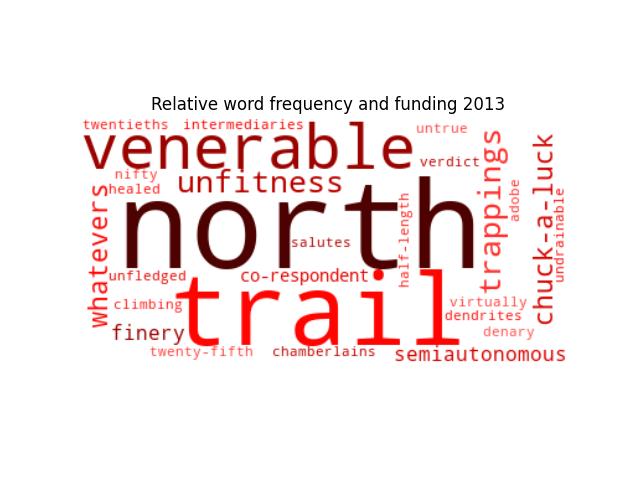 Relative word frequency and funding 2013
twentieths
intermediaries
untrue
venerable
verdict
nifty
healed
unfitness
trappings
adobe
chuck-a-luck
undrainable
whatevers
north
half-length
salutes
unfledged
co-respondent
trail
climbing
virtually
dendrites
finery
denary
twenty-fifth
chamberlains
semiautonomous